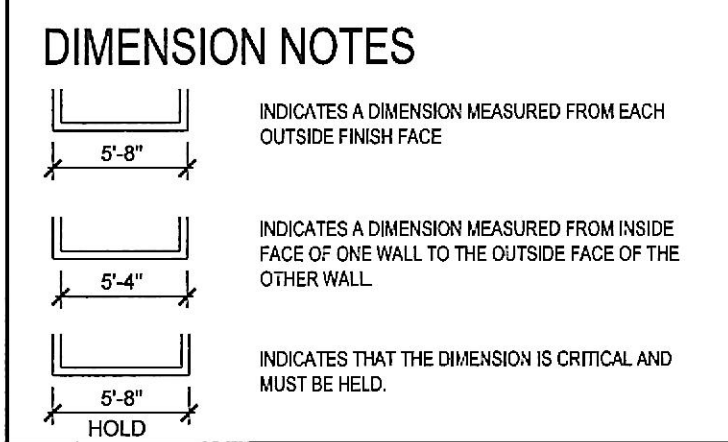 DIMENSION NOTES
5'-8"
INDICATES A DIMENSION MEASURED FROM EACH
OUTSIDE FINISH FACE
5'-4"
INDICATES A DIMENSION MEASURED FROM INSIDE
FACE OF ONE WALL TO THE OUTSIDE FACE OF THE
OTHER WALL.
5'-8"
HOLD
INDICATES THAT THE DIMENSION IS CRITICAL AND
MUST BE HELD.